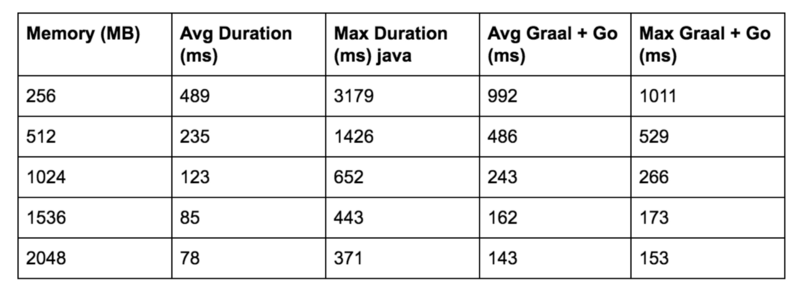 Memory (MB) Avg Duration (ms) Max Duration (ms) java Avg Graal + Go (ms) Max Graal + Go (ms)
256 489 3179 992 1011
512 235 1426 486 529
1024 123 652 243 266
1536 85 443 162 173
2048 78 371 143 153